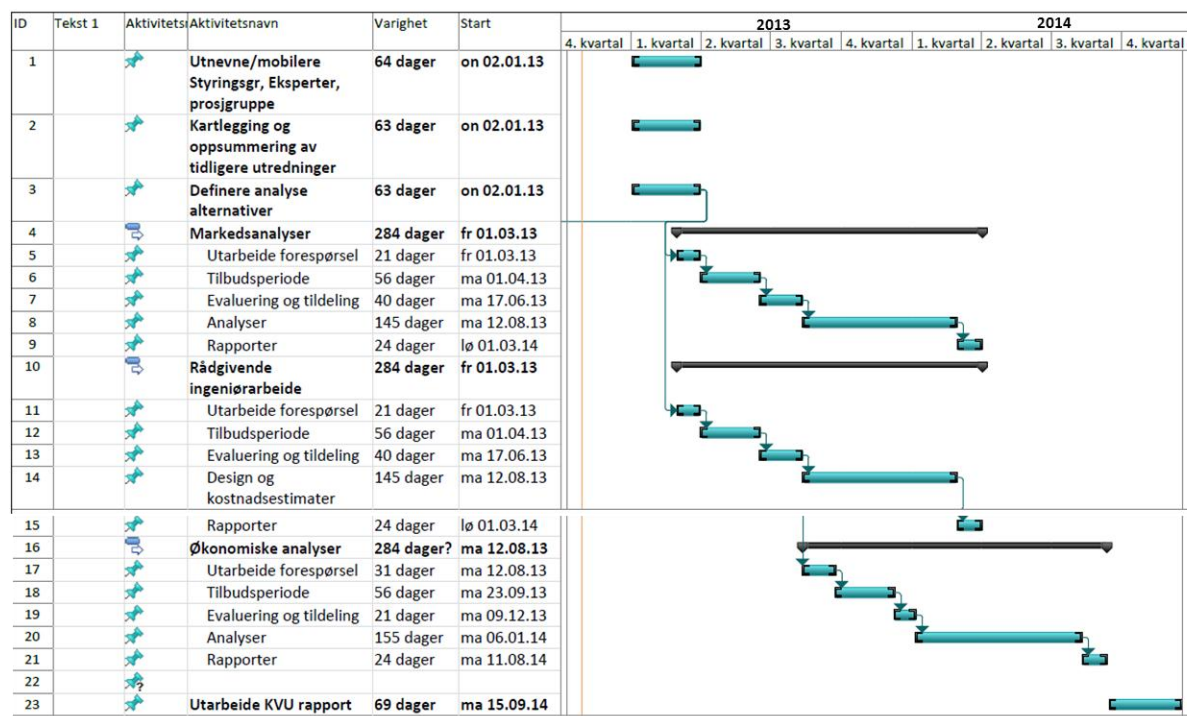 ID Tekst 1 Aktivitets Aktivitetsnavn Varighet Start 2013 2014
4. kvartal 1. kvartal 2. kvartal 3. kvartal 4. kvartal 1. kvartal 2. kvartal 3. kvartal 4. kvartal
1 Utnevne/mobilere 64 dager on 02.01.13
Styringsgr, Eksperter,
prosjgruppe
2 Kartlegging og 63 dager on 02.01.13
oppsummering av
tidligere utredninger
3 Definere analyse 63 dager on 02.01.13
alternativer
4 Markedsanalyser 284 dager fr 01.03.13
5 Utarbeide forespørsel 21 dager fr 01.03.13
6 Tilbudsperiode 56 dager ma 01.04.13
7 Evaluering og tildeling 40 dager ma 17.06.13
8 Analyser 145 dager ma 12.08.13
9 Rapporter 24 dager lø 01.03.14
10 Rådgivende 284 dager fr 01.03.13
ingeniørarbeide
11 Utarbeide forespørsel 21 dager fr 01.03.13
12 Tilbudsperiode 56 dager ma 01.04.13
13 Evaluering og tildeling 40 dager ma 17.06.13
14 Design og 145 dager ma 12.08.13
kostnadsestimater
15 Rapporter 24 dager lø 01.03.14
16 Økonomiske analyser 284 dager? ma 12.08.13
17 Utarbeide forespørsel 31 dager ma 12.08.13
18 Tilbudsperiode 56 dager ma 23.09.13
19 Evaluering og tildeling 21 dager ma 09.12.13
20 Analyser 155 dager ma 06.01.14
21 Rapporter 24 dager ma 11.08.14
22 ?
23 Utarbeide KVU rapport 69 dager ma 15.09.14